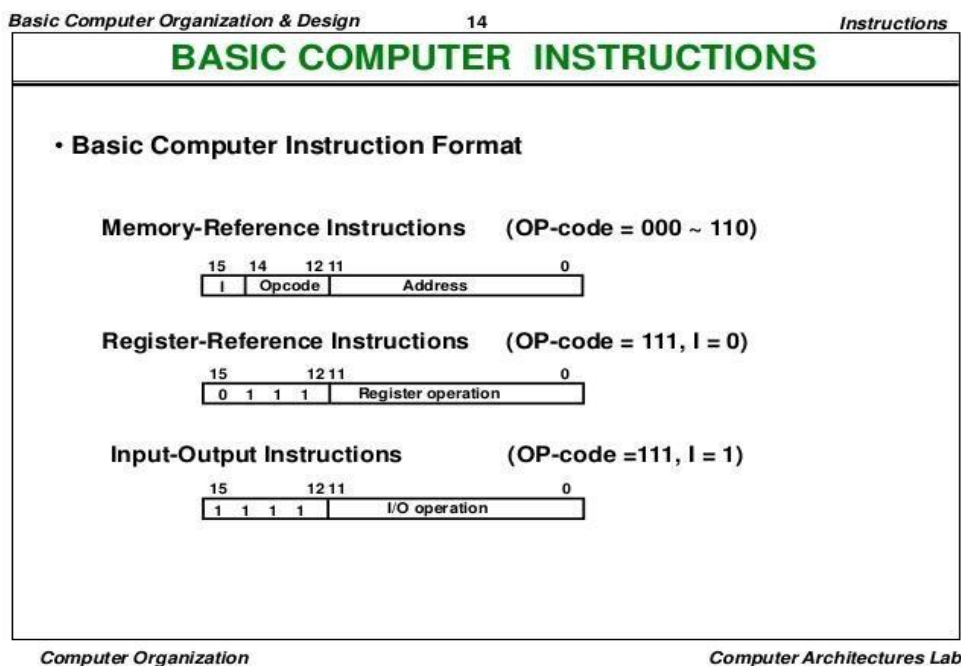 Basic Computer Organization & Design 14 Instructions
BASIC COMPUTER INSTRUCTIONS
• Basic Computer Instruction Format
Memory-Reference Instructions (OP-code = 000 ~ 110)
15 14 12 11 0
I Opcode Address
Register-Reference Instructions (OP-code = 111, I = 0)
15 12 11 0
0 1 1 1 Register operation
Input-Output Instructions (OP-code =111, I = 1)
15 12 11 0
1 1 1 1 I/O operation
Computer Organization Computer Architectures Lab